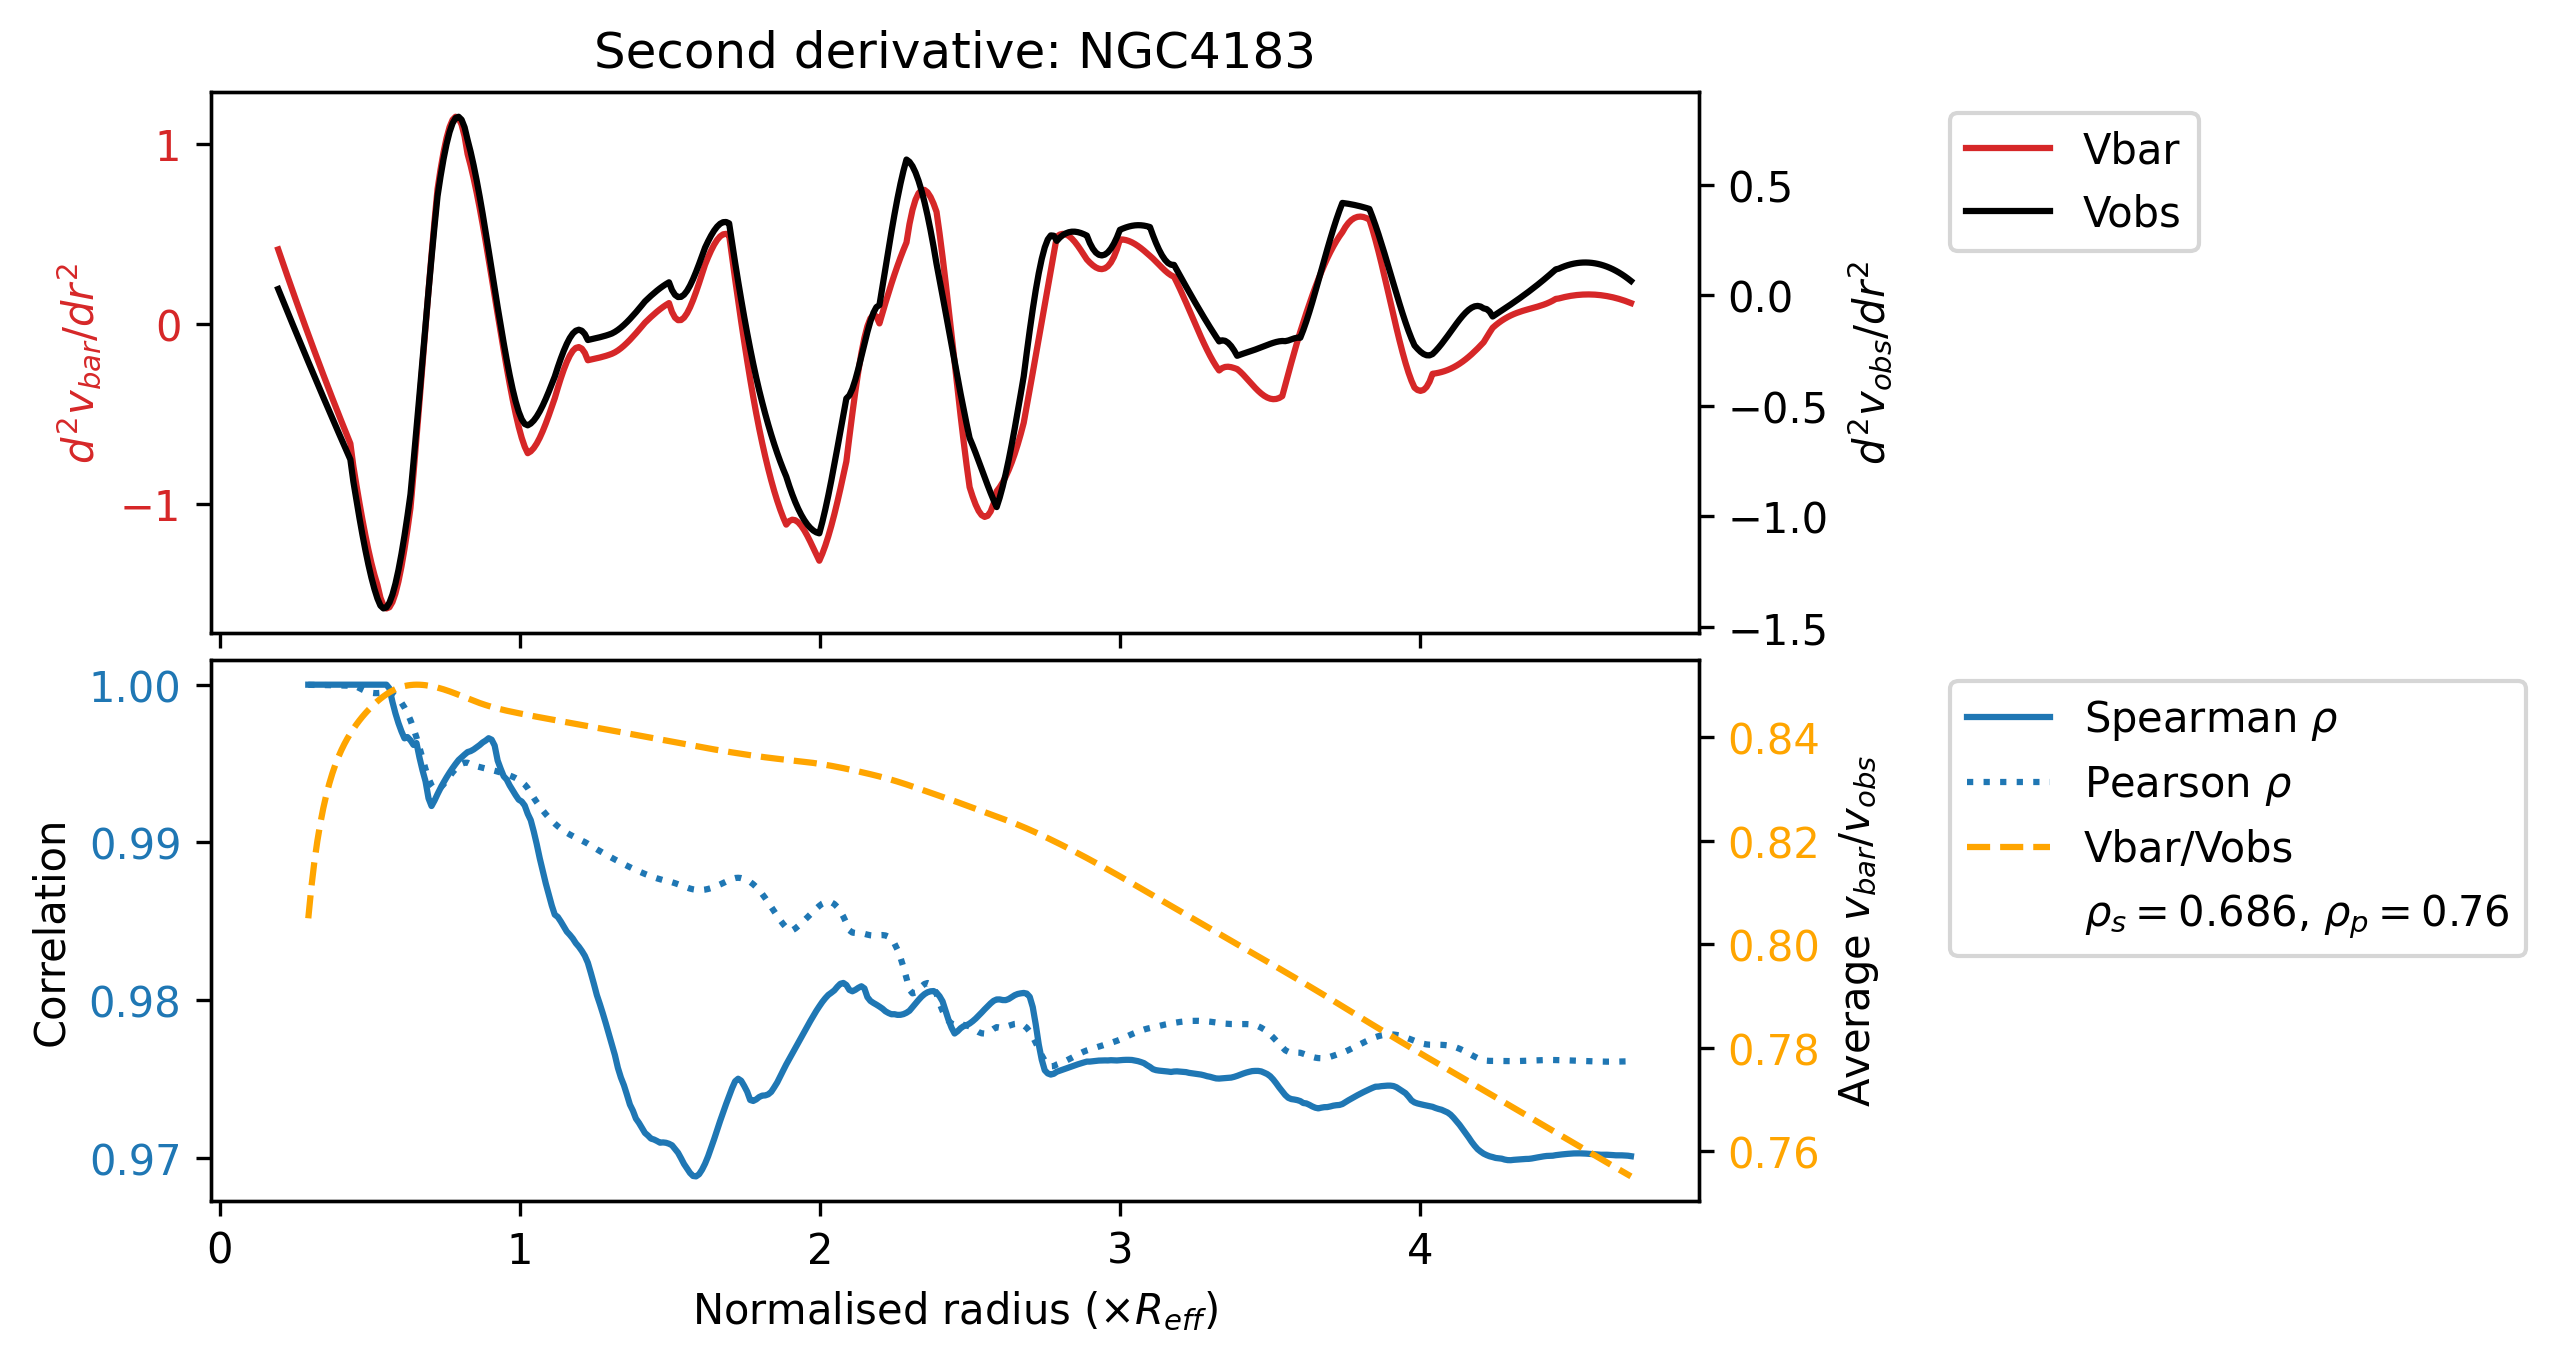 Second derivative: NGC4183
1
0
−1
d²v_bar/dr²
0.5
0.0
−0.5
−1.0
−1.5
d²v_obs/dr²
Vbar
Vobs
1.00
0.99
0.98
0.97
Correlation
0.84
0.82
0.80
0.78
0.76
Average v_bar/v_obs
Spearman ρ
Pearson ρ
Vbar/Vobs
ρ_s = 0.686, ρ_p = 0.76
0 1 2 3 4
Normalised radius (×R_eff)